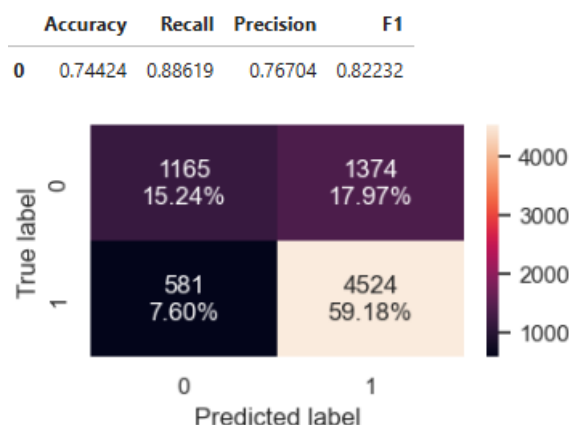 Accuracy Recall Precision F1
0 0.74424 0.88619 0.76704 0.82232
1165 1374
15.24% 17.97%
581 4524
7.60% 59.18%
True label
0
1
0 1
Predicted label
4000
3000
2000
1000